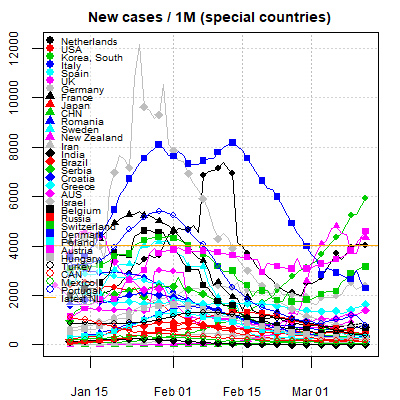 New cases / 1M (special countries)
12000
10000
8000
6000
4000
2000
0
Netherlands
USA
Korea, South
Italy
Spain
UK
Germany
France
Japan
CHN
Romania
Sweden
New Zealand
Iran
India
Brazil
Serbia
Croatia
Greece
AUS
Israel
Belgium
Russia
Switzerland
Denmark
Poland
Austria
Hungary
Turkey
CAN
Mexico
Portugal
latest NL
Jan 15
Feb 01
Feb 15
Mar 01